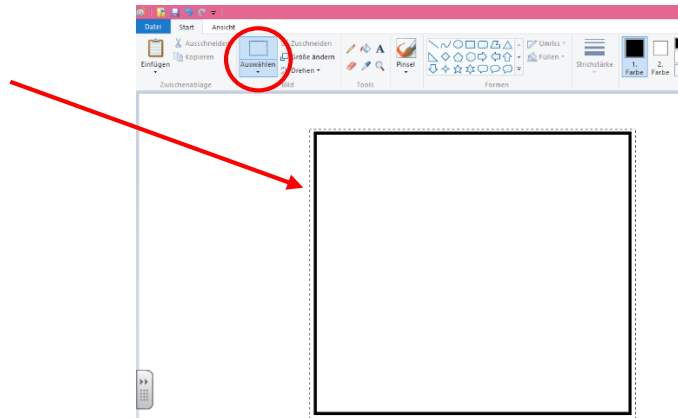 Datei Start Ansicht
Einfügen
Ausschneiden
Kopieren
Zwischenablage
Auswählen
Zuschneiden
Größe ändern
Drehen
Bild
A
Tools
Pinsel
Umriss
Füllen
Formen
Strichstärke
1.
Farbe
2.
Farbe